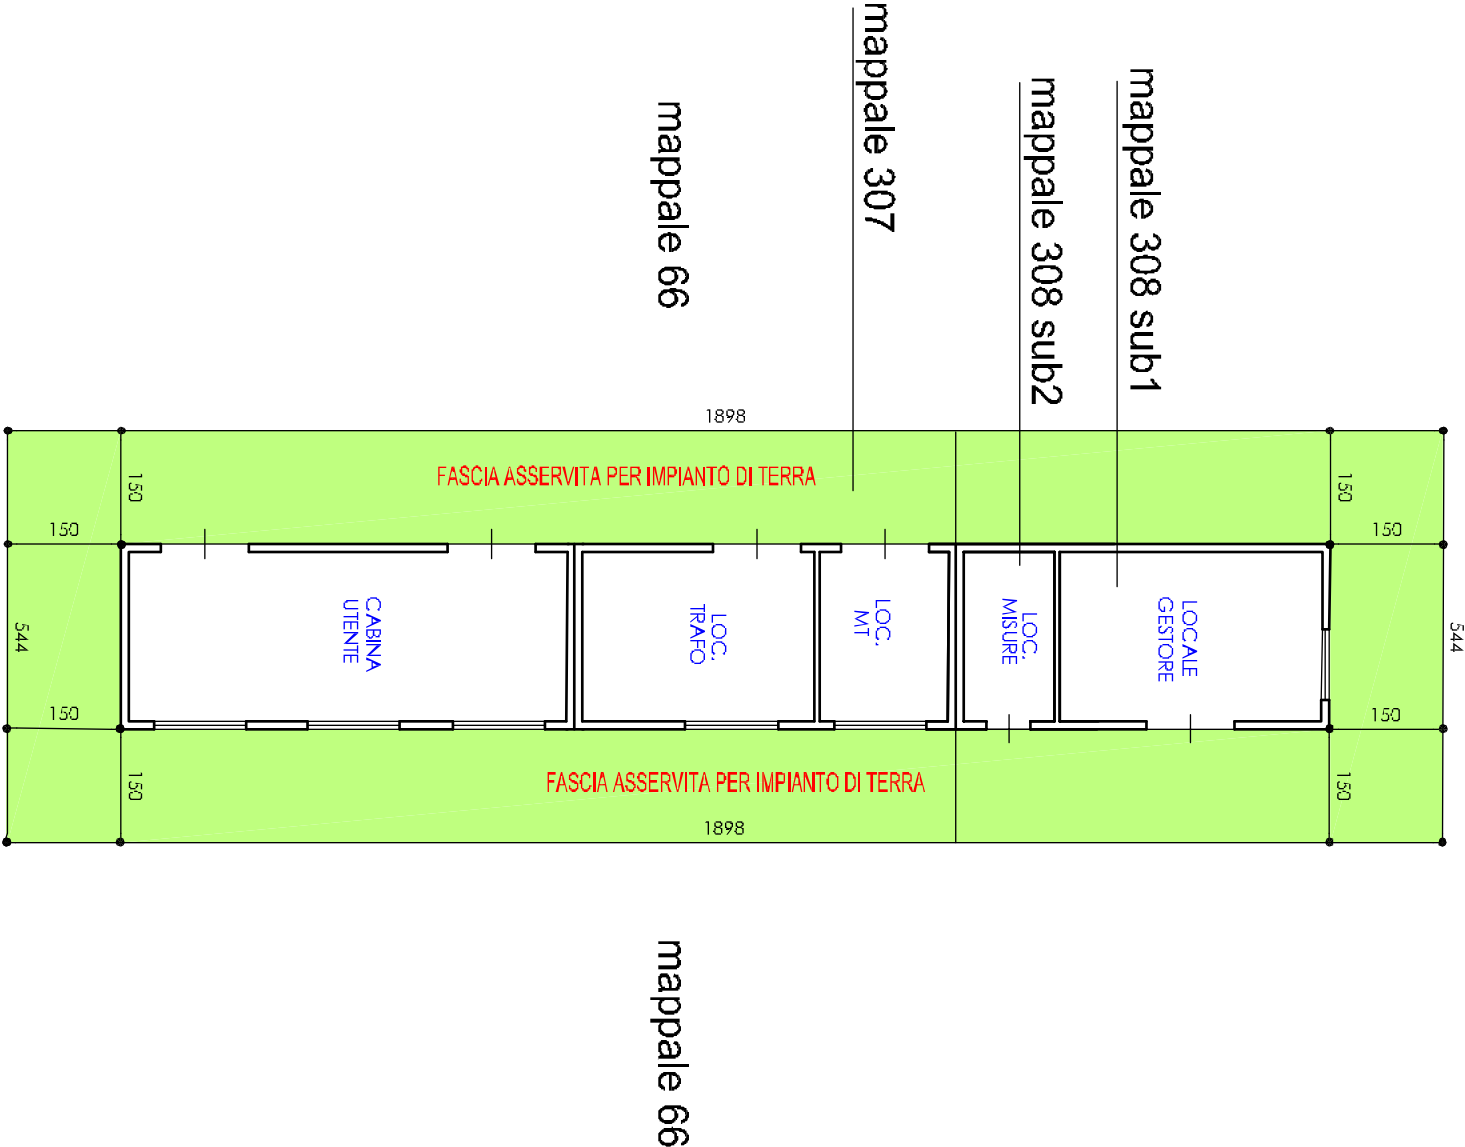 mappale 307
mappale 66
mappale 308 sub2
mappale 308 sub1
1898
FASCIA ASSERVITA PER IMPIANTO DI TERRA
150
150
150
150
544
544
CABINA
UTENTE
LOC.
TRAFO
LOC.
MT
LOC.
MISURE
LOCALE
GESTORE
150
150
150
150
FASCIA ASSERVITA PER IMPIANTO DI TERRA
1898
mappale 66